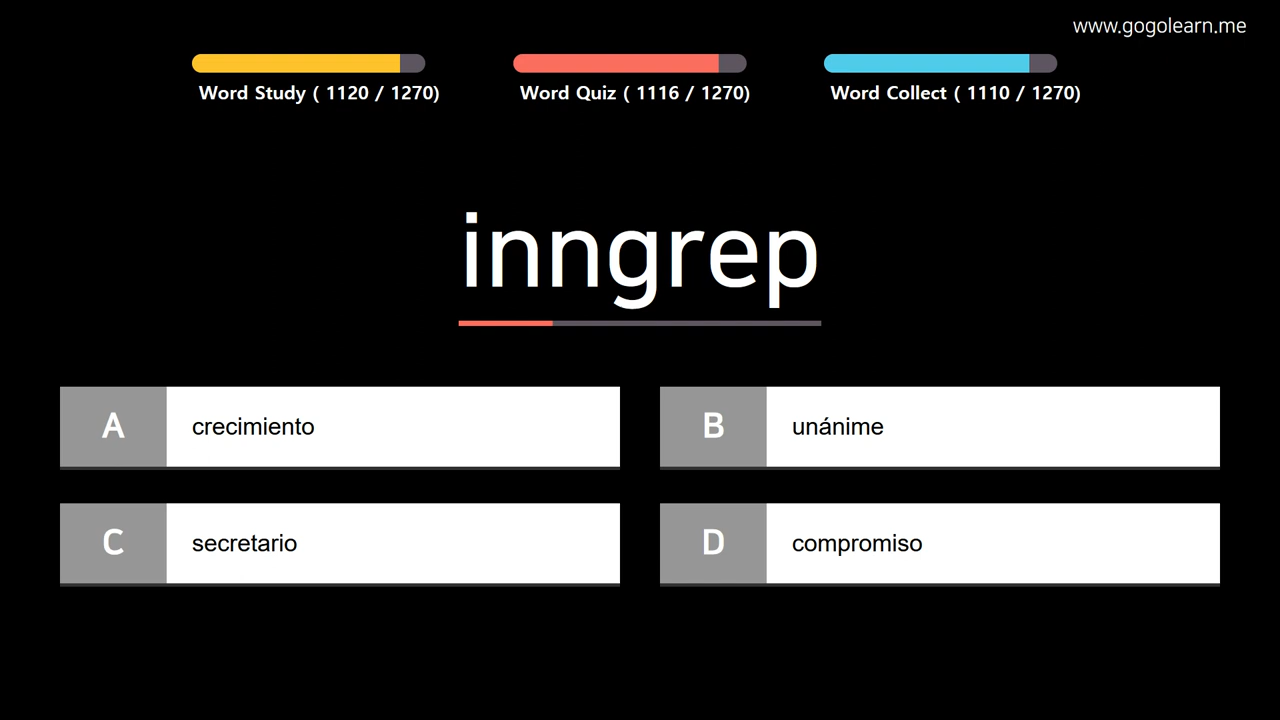 www.gogolearn.me
Word Study ( 1120 / 1270)
Word Quiz ( 1116 / 1270)
Word Collect ( 1110 / 1270)
inngrep
A crecimiento
B unánime
C secretario
D compromiso